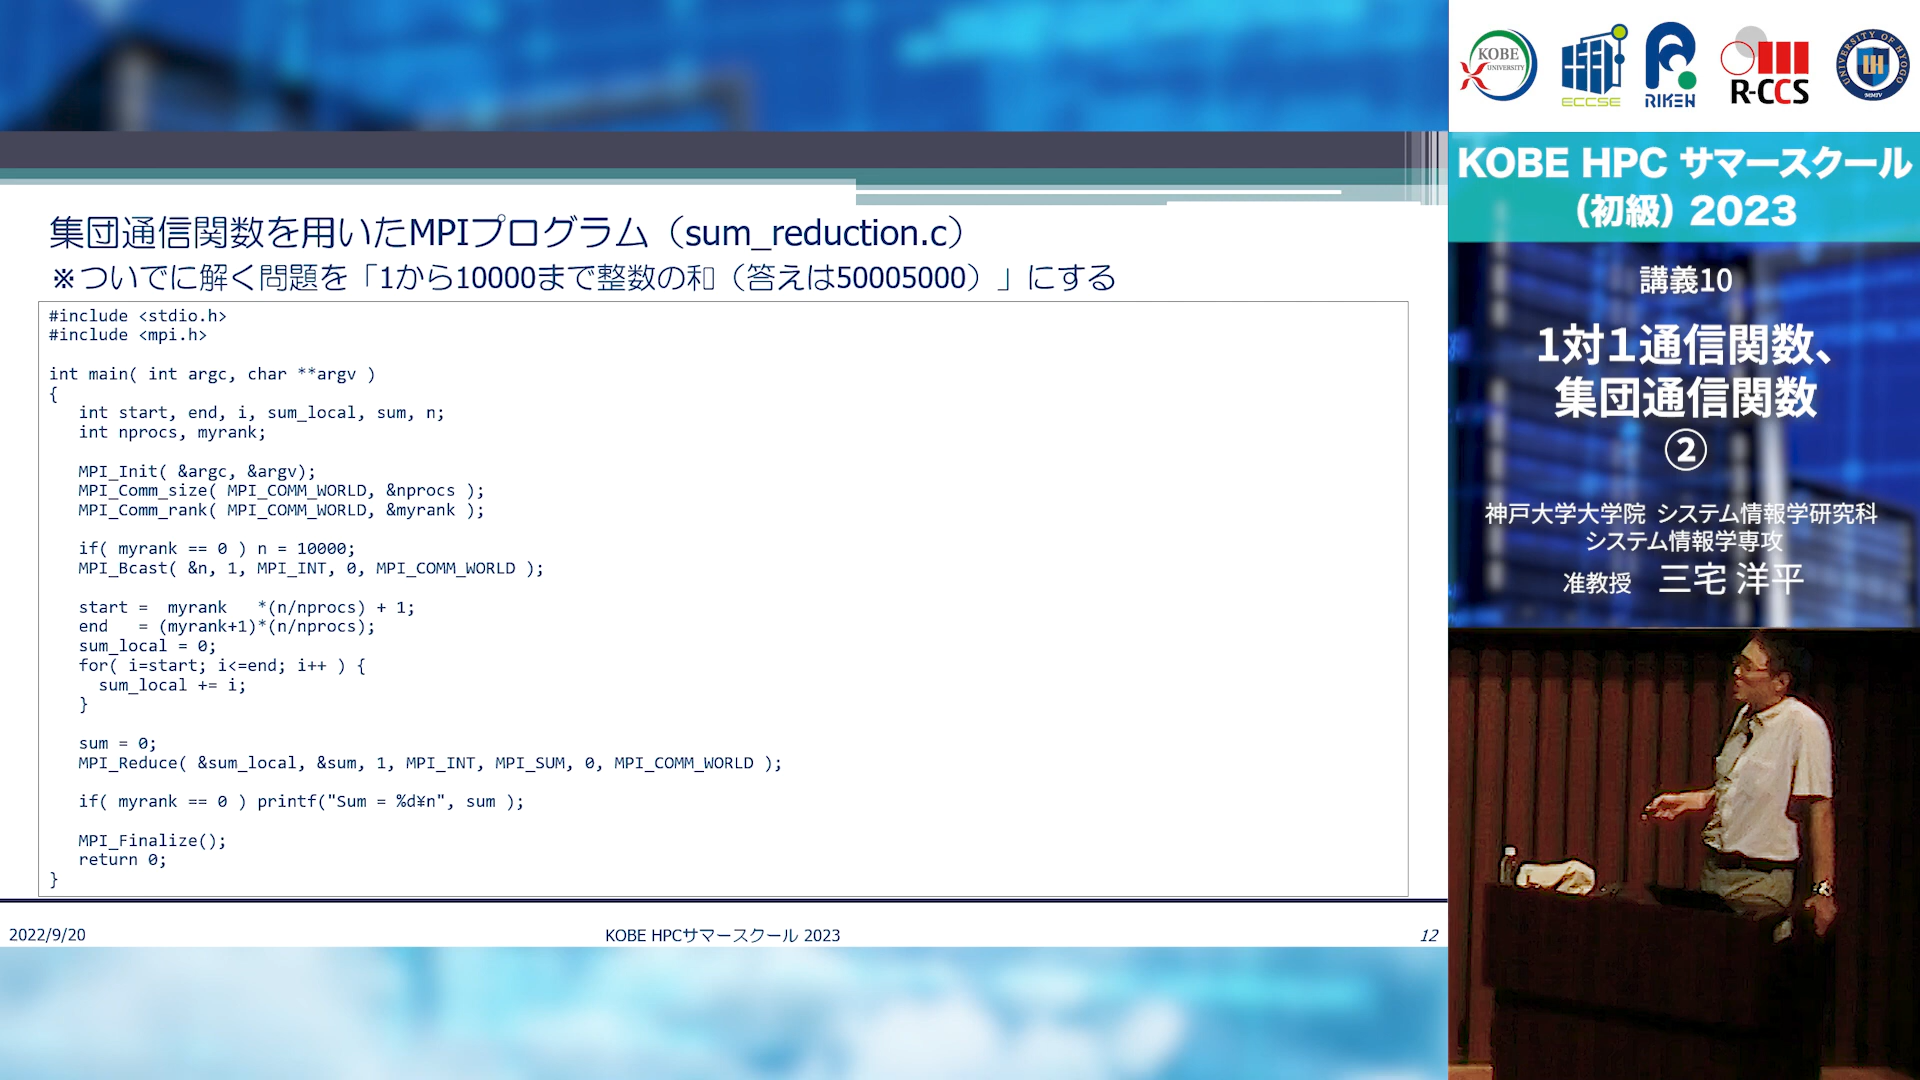 集団通信関数を用いたMPIプログラム（sum_reduction.c）
※ついでに解く問題を「1から10000まで整数の和（答えは50005000）」にする
#include <stdio.h>
#include <mpi.h>
int main( int argc, char **argv )
{
int start, end, i, sum_local, sum, n;
int nprocs, myrank;
MPI_Init( &argc, &argv);
MPI_Comm_size( MPI_COMM_WORLD, &nprocs );
MPI_Comm_rank( MPI_COMM_WORLD, &myrank );
if( myrank == 0 ) n = 10000;
MPI_Bcast( &n, 1, MPI_INT, 0, MPI_COMM_WORLD );
start =  myrank   *(n/nprocs) + 1;
end   = (myrank+1)*(n/nprocs);
sum_local = 0;
for( i=start; i<=end; i++ ) {
sum_local += i;
}
sum = 0;
MPI_Reduce( &sum_local, &sum, 1, MPI_INT, MPI_SUM, 0, MPI_COMM_WORLD );
if( myrank == 0 ) printf("Sum = %d¥n", sum );
MPI_Finalize();
return 0;
}
2022/9/20
KOBE HPCサマースクール 2023
12
KOBE
UNIVERSITY
ECCSE
RIKEN
R-CCS
UNIVERSITY OF HYOGO
KOBE HPC サマースクール
（初級）2023
講義10
1対１通信関数、
集団通信関数
②
神戸大学大学院 システム情報学研究科
システム情報学専攻
准教授 三宅 洋平